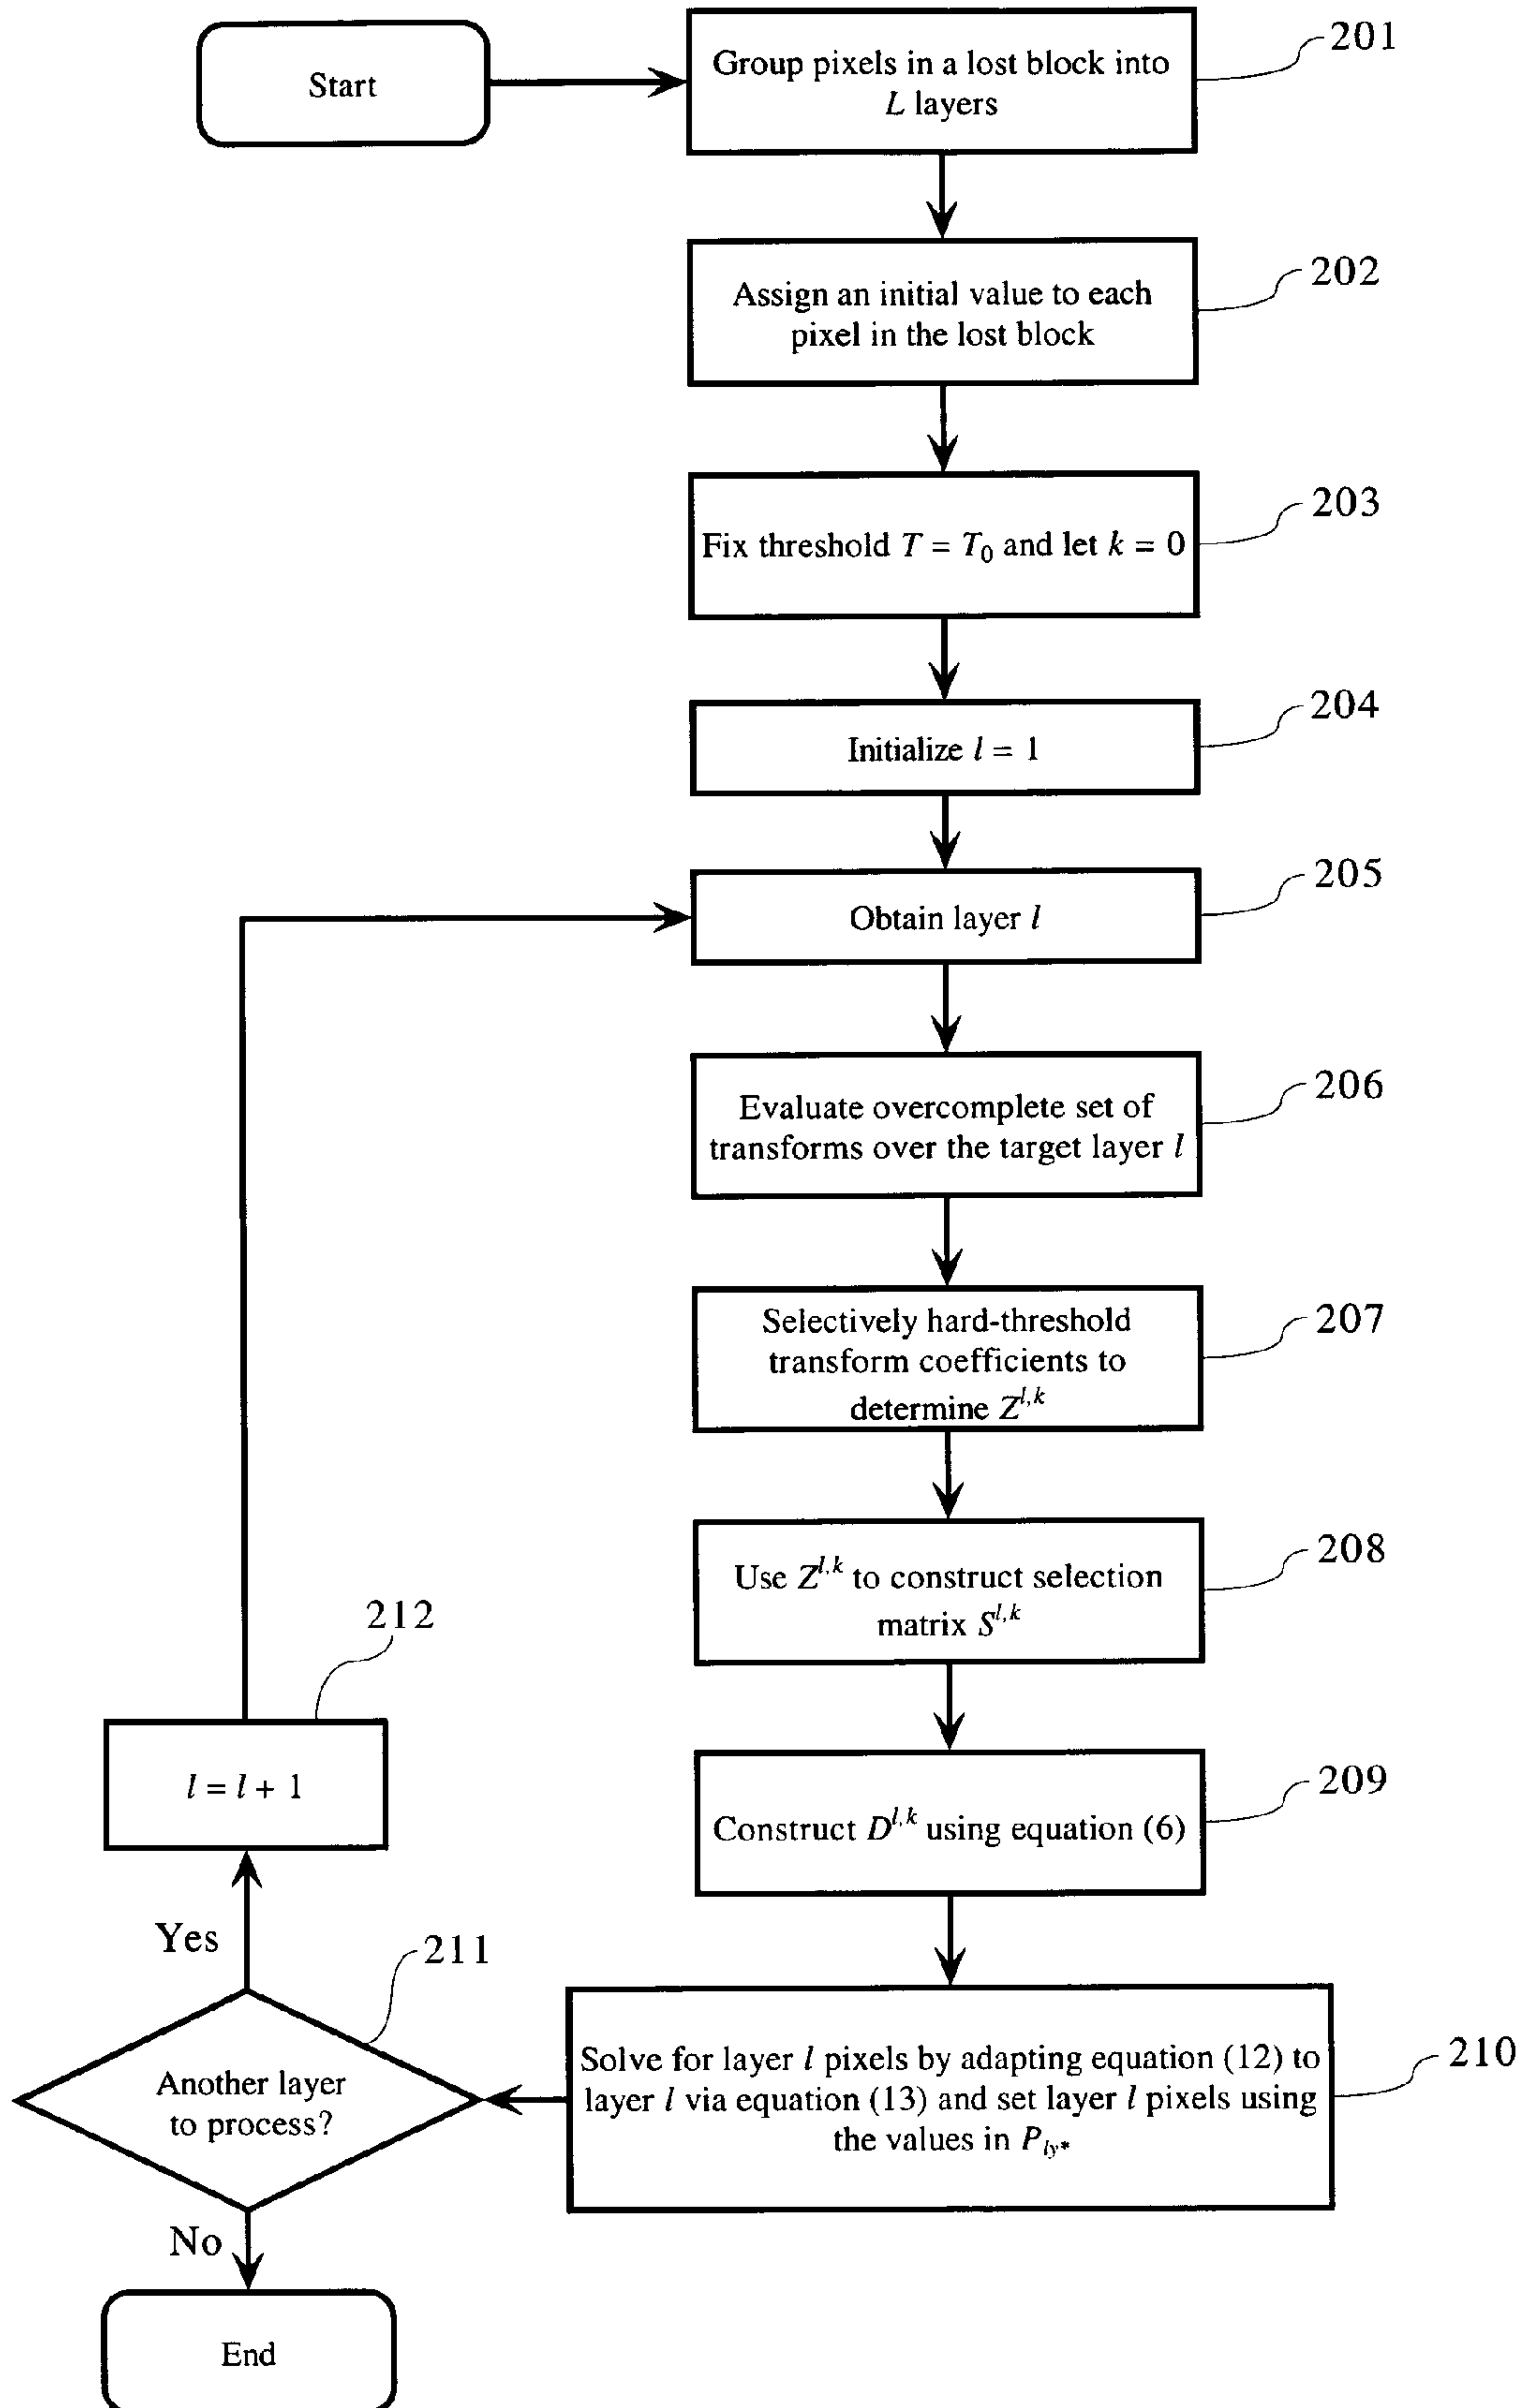 Start
Group pixels in a lost block into
L layers
201
Assign an initial value to each
pixel in the lost block
202
Fix threshold T = T₀ and let k = 0
203
Initialize l = 1
204
Obtain layer l
205
Evaluate overcomplete set of
transforms over the target layer l
206
Selectively hard-threshold
transform coefficients to
determine Z^{l,k}
207
Use Z^{l,k} to construct selection
matrix S^{l,k}
208
Construct D^{l,k} using equation (6)
209
Solve for layer l pixels by adapting equation (12) to
layer l via equation (13) and set layer l pixels using
the values in P_{ly*}
210
Another layer
to process?
211
Yes
l = l + 1
212
No
End